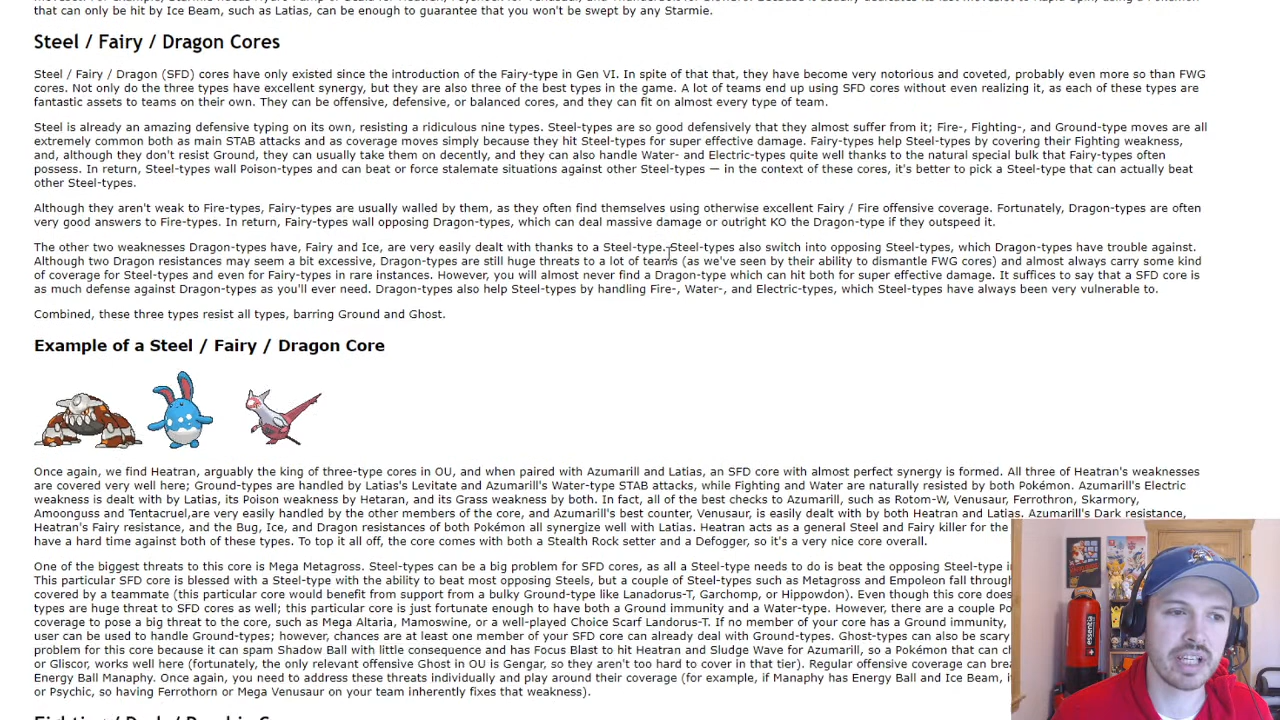 that can only be hit by Ice Beam, such as Latias, can be enough to guarantee that you won't be swept by any Starmie.
Steel / Fairy / Dragon Cores
Steel / Fairy / Dragon (SFD) cores have only existed since the introduction of the Fairy-type in Gen VI. In spite of that that, they have become very notorious and coveted, probably even more so than FWG
cores. Not only do the three types have excellent synergy, but they are also three of the best types in the game. A lot of teams end up using SFD cores without even realizing it, as each of these types are
fantastic assets to teams on their own. They can be offensive, defensive, or balanced cores, and they can fit on almost every type of team.
Steel is already an amazing defensive typing on its own, resisting a ridiculous nine types. Steel-types are so good defensively that they almost suffer from it; Fire-, Fighting-, and Ground-type moves are all
extremely common both as main STAB attacks and as coverage moves simply because they hit Steel-types for super effective damage. Fairy-types help Steel-types by covering their Fighting weakness,
and, although they don't resist Ground, they can usually take them on decently, and they can also handle Water- and Electric-types quite well thanks to the natural special bulk that Fairy-types often
possess. In return, Steel-types wall Poison-types and can beat or force stalemate situations against other Steel-types — in the context of these cores, it's better to pick a Steel-type that can actually beat
other Steel-types.
Although they aren't weak to Fire-types, Fairy-types are usually walled by them, as they often find themselves using otherwise excellent Fairy / Fire offensive coverage. Fortunately, Dragon-types are often
very good answers to Fire-types. In return, Fairy-types wall opposing Dragon-types, which can deal massive damage or outright KO the Dragon-type if they outspeed it.
The other two weaknesses Dragon-types have, Fairy and Ice, are very easily dealt with thanks to a Steel-type. Steel-types also switch into opposing Steel-types, which Dragon-types have trouble against.
Although two Dragon resistances may seem a bit excessive, Dragon-types are still huge threats to a lot of teams (as we've seen by their ability to dismantle FWG cores) and almost always carry some kind
of coverage for Steel-types and even for Fairy-types in rare instances. However, you will almost never find a Dragon-type which can hit both for super effective damage. It suffices to say that a SFD core is
as much defense against Dragon-types as you'll ever need. Dragon-types also help Steel-types by handling Fire-, Water-, and Electric-types, which Steel-types have always been very vulnerable to.
Combined, these three types resist all types, barring Ground and Ghost.
Example of a Steel / Fairy / Dragon Core
Once again, we find Heatran, arguably the king of three-type cores in OU, and when paired with Azumarill and Latias, an SFD core with almost perfect synergy is formed. All three of Heatran's weaknesses
are covered very well here; Ground-types are handled by Latias's Levitate and Azumarill's Water-type STAB attacks, while Fighting and Water are naturally resisted by both Pokémon. Azumarill's Electric
weakness is dealt with by Latias, its Poison weakness by Hetaran, and its Grass weakness by both. In fact, all of the best checks to Azumarill, such as Rotom-W, Venusaur, Ferrothron, Skarmory,
Amoonguss and Tentacruel,are very easily handled by the other members of the core, and Azumarill's best counter, Venusaur, is easily dealt with by both Heatran and Latias. Azumarill's Dark resistance,
Heatran's Fairy resistance, and the Bug, Ice, and Dragon resistances of both Pokémon all synergize well with Latias. Heatran acts as a general Steel and Fairy killer for the
have a hard time against both of these types. To top it all off, the core comes with both a Stealth Rock setter and a Defogger, so it's a very nice core overall.
One of the biggest threats to this core is Mega Metagross. Steel-types can be a big problem for SFD cores, as all a Steel-type needs to do is beat the opposing Steel-type i
This particular SFD core is blessed with a Steel-type with the ability to beat most opposing Steels, but a couple of Steel-types such as Metagross and Empoleon fall through
covered by a teammate (this particular core would benefit from support from a bulky Ground-type like Lanadorus-T, Garchomp, or Hippowdon). Even though this core does
types are huge threat to SFD cores as well; this particular core is just fortunate enough to have both a Ground immunity and a Water-type. However, there are a couple Po
coverage to pose a big threat to the core, such as Mega Altaria, Mamoswine, or a well-played Choice Scarf Landorus-T. If no member of your core has a Ground immunity,
user can be used to handle Ground-types; however, chances are at least one member of your SFD core can already deal with Ground-types. Ghost-types can also be scary
problem for this core because it can spam Shadow Ball with little consequence and has Focus Blast to hit Heatran and Sludge Wave for Azumarill, so a Pokémon that can ch
or Gliscor, works well here (fortunately, the only relevant offensive Ghost in OU is Gengar, so they aren't too hard to cover in that tier). Regular offensive coverage can brea
Energy Ball Manaphy. Once again, you need to address these threats individually and play around their coverage (for example, if Manaphy has Energy Ball and Ice Beam, i
or Psychic, so having Ferrothorn or Mega Venusaur on your team inherently fixes that weakness).